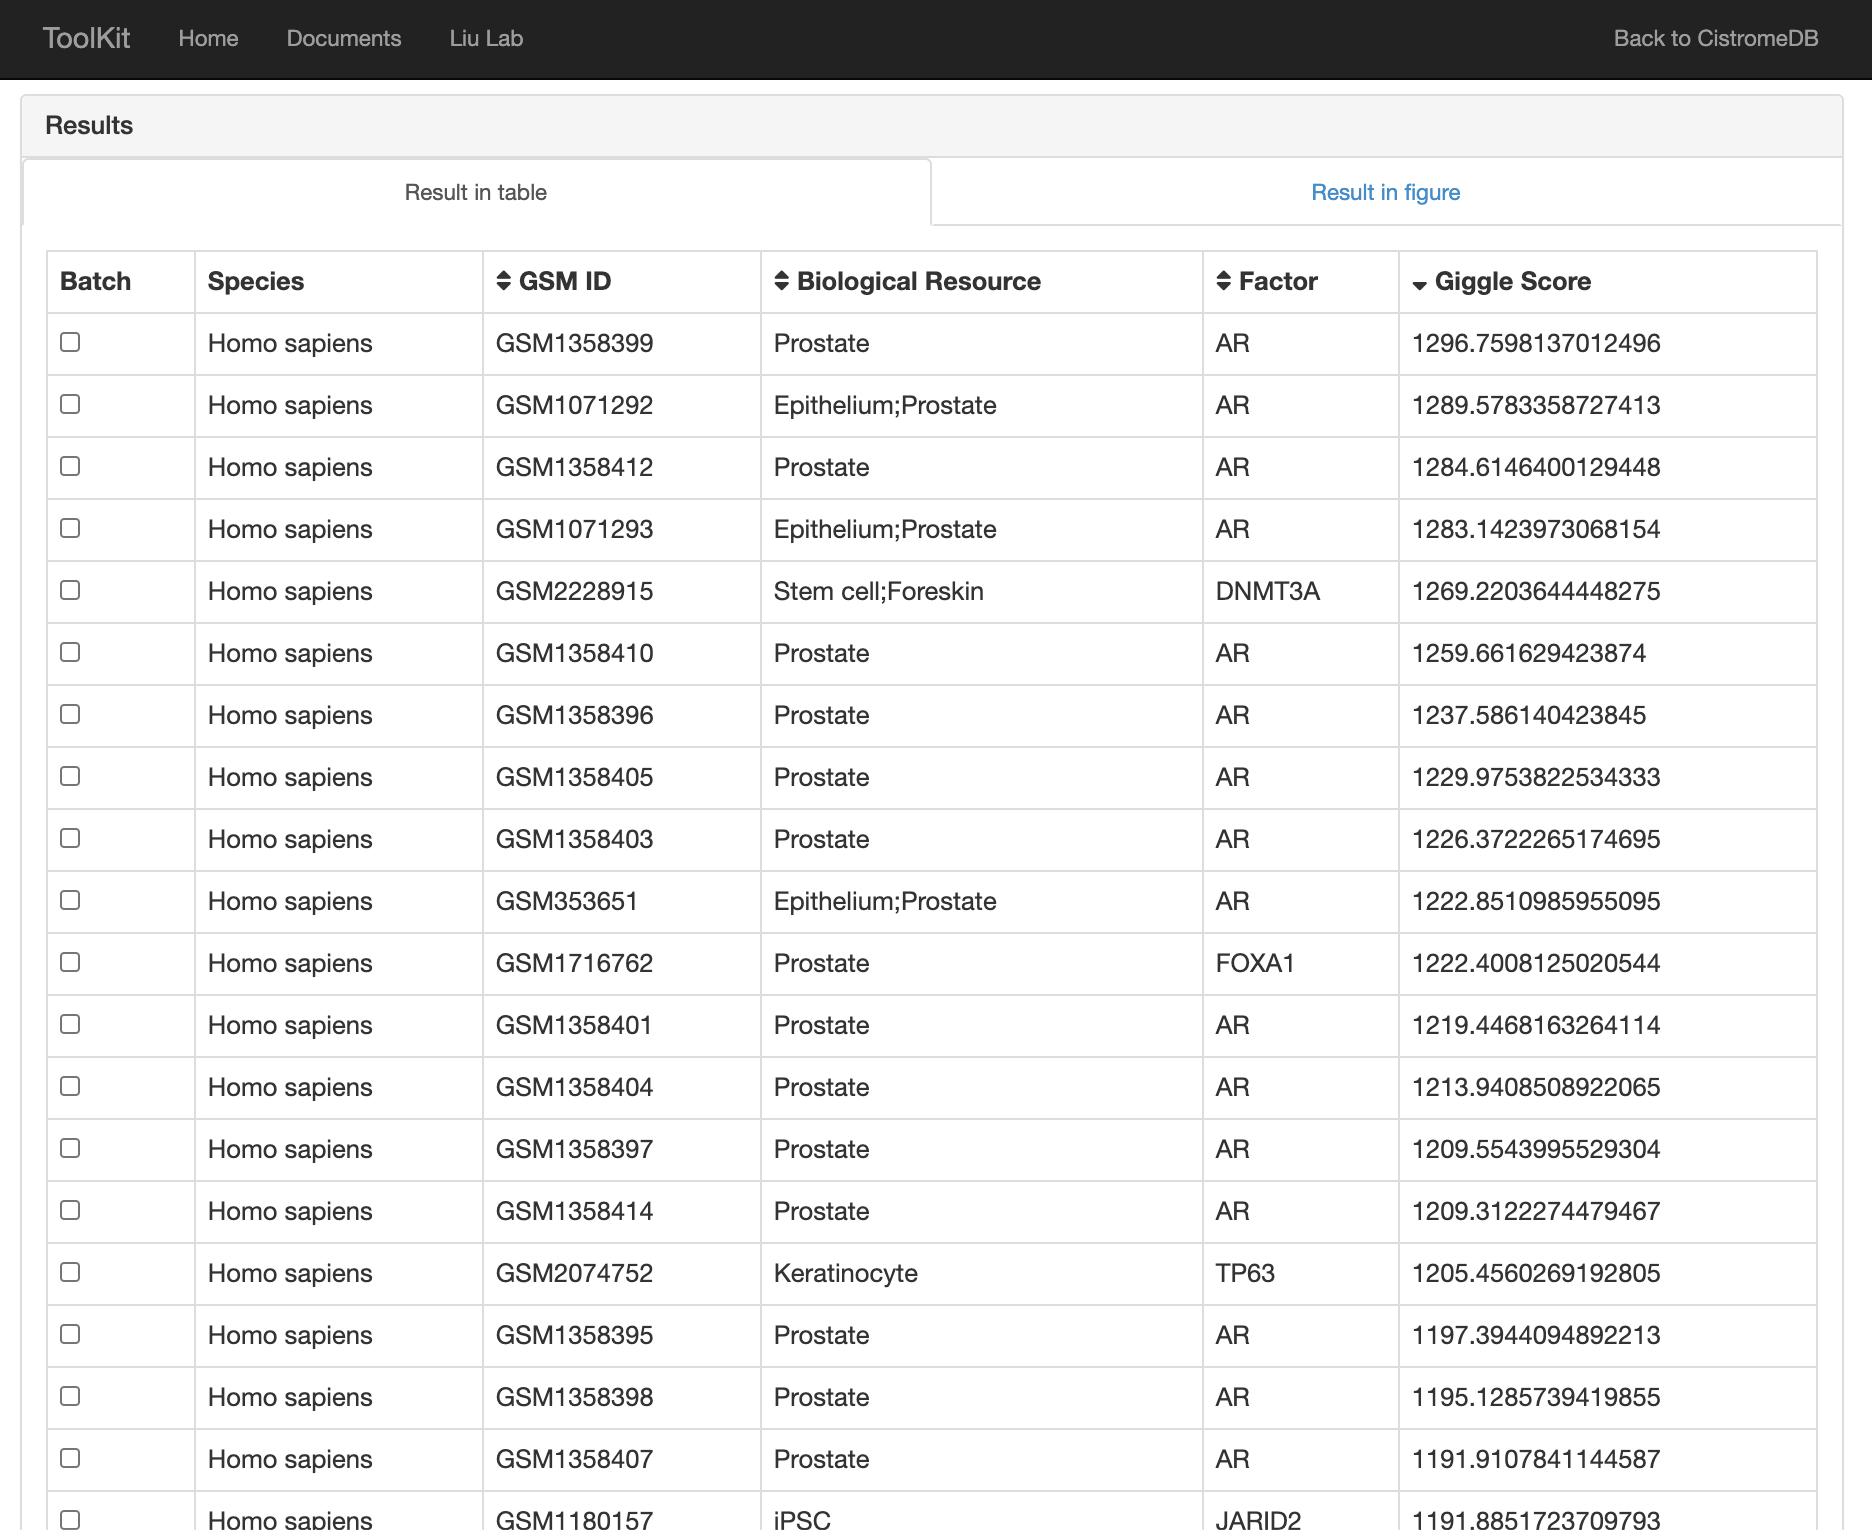 ToolKit Home Documents Liu Lab Back to CistromeDB
Results
Result in table Result in figure
Batch Species GSM ID Biological Resource Factor Giggle Score
Homo sapiens GSM1358399 Prostate AR 1296.7598137012496
Homo sapiens GSM1071292 Epithelium;Prostate AR 1289.5783358727413
Homo sapiens GSM1358412 Prostate AR 1284.6146400129448
Homo sapiens GSM1071293 Epithelium;Prostate AR 1283.1423973068154
Homo sapiens GSM2228915 Stem cell;Foreskin DNMT3A 1269.2203644448275
Homo sapiens GSM1358410 Prostate AR 1259.661629423874
Homo sapiens GSM1358396 Prostate AR 1237.586140423845
Homo sapiens GSM1358405 Prostate AR 1229.9753822534333
Homo sapiens GSM1358403 Prostate AR 1226.3722265174695
Homo sapiens GSM353651 Epithelium;Prostate AR 1222.8510985955095
Homo sapiens GSM1716762 Prostate FOXA1 1222.4008125020544
Homo sapiens GSM1358401 Prostate AR 1219.4468163264114
Homo sapiens GSM1358404 Prostate AR 1213.9408508922065
Homo sapiens GSM1358397 Prostate AR 1209.5543995529304
Homo sapiens GSM1358414 Prostate AR 1209.3122274479467
Homo sapiens GSM2074752 Keratinocyte TP63 1205.4560269192805
Homo sapiens GSM1358395 Prostate AR 1197.3944094892213
Homo sapiens GSM1358398 Prostate AR 1195.1285739419855
Homo sapiens GSM1358407 Prostate AR 1191.9107841144587
Homo sapiens GSM1180157 iPSC JARID2 1191.8851723709793